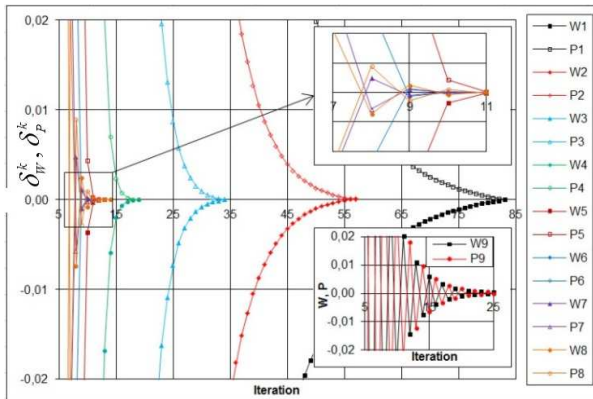 δ_W^k, δ_P^k
0,02
0,01
0,00
-0,01
-0,02
5
15
25
35
45
55
65
75
85
Iteration
7
9
11
W, P
0,02
0,01
0,00
-0,01
-0,02
5
15
25
Iteration
W9
P9
W1
P1
W2
P2
W3
P3
W4
P4
W5
P5
W6
P6
W7
P7
W8
P8